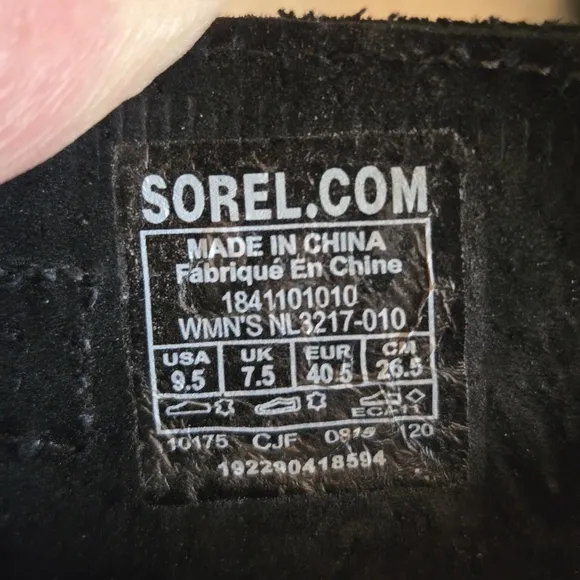 SOREL.COM
MADE IN CHINA
Fabriqué En Chine
1841101010
WMN'S NL3217-010
USA UK EUR CM
9.5 7.5 40.5 26.5
10175 CJF 120
192290418594